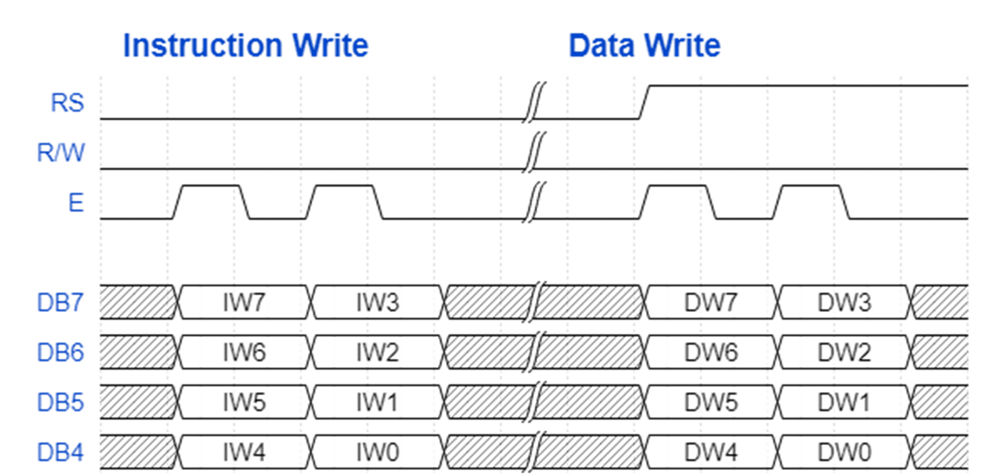 Instruction Write Data Write
RS
R/W
E
DB7 IW7 IW3 DW7 DW3
DB6 IW6 IW2 DW6 DW2
DB5 IW5 IW1 DW5 DW1
DB4 IW4 IW0 DW4 DW0